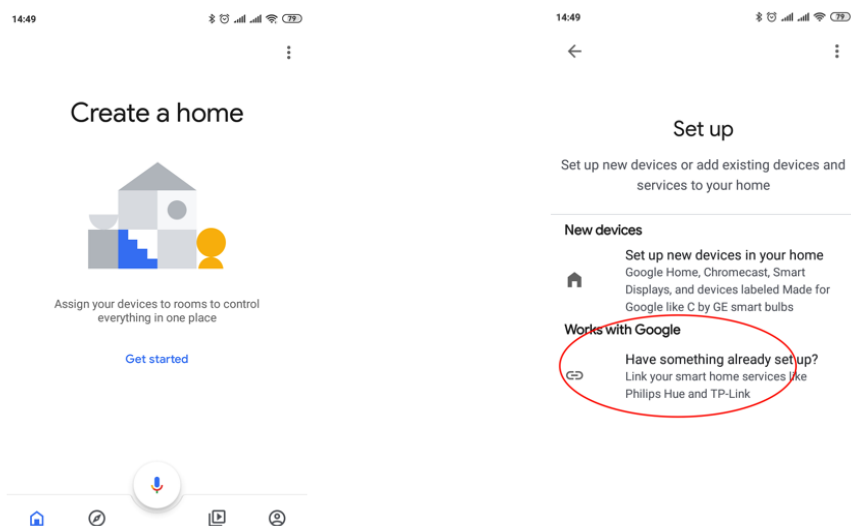 14:49
79
Create a home
Assign your devices to rooms to control
everything in one place
Get started
14:49
79
Set up
Set up new devices or add existing devices and
services to your home
New devices
Set up new devices in your home
Google Home, Chromecast, Smart
Displays, and devices labeled Made for
Google like C by GE smart bulbs
Works with Google
Have something already set up?
Link your smart home services like
Philips Hue and TP-Link